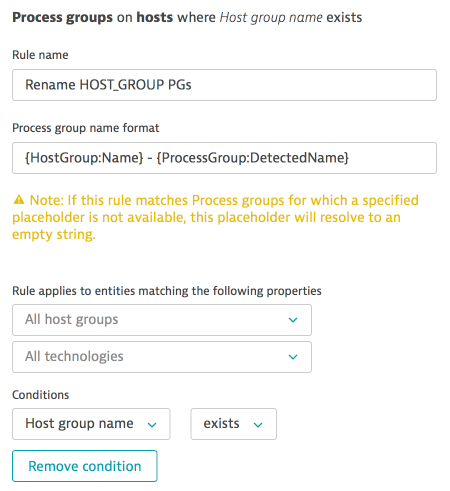 Process groups on hosts where Host group name exists
Rule name
Rename HOST_GROUP PGs
Process group name format
{HostGroup:Name} - {ProcessGroup:DetectedName}
Note: If this rule matches Process groups for which a specified
placeholder is not available, this placeholder will resolve to an
empty string.
Rule applies to entities matching the following properties
All host groups
All technologies
Conditions
Host group name exists
Remove condition